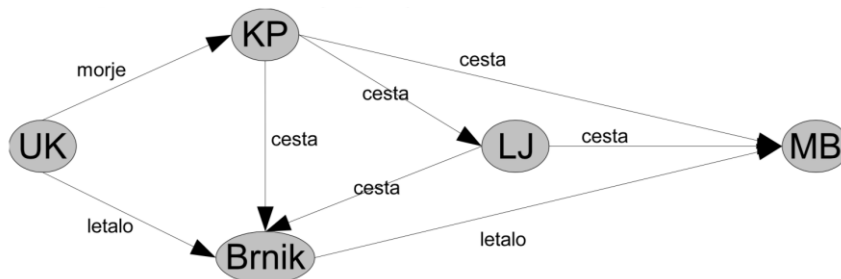 KP
morje
cesta
cesta
UK
cesta
LJ
cesta
MB
cesta
letalo
Brnik
letalo